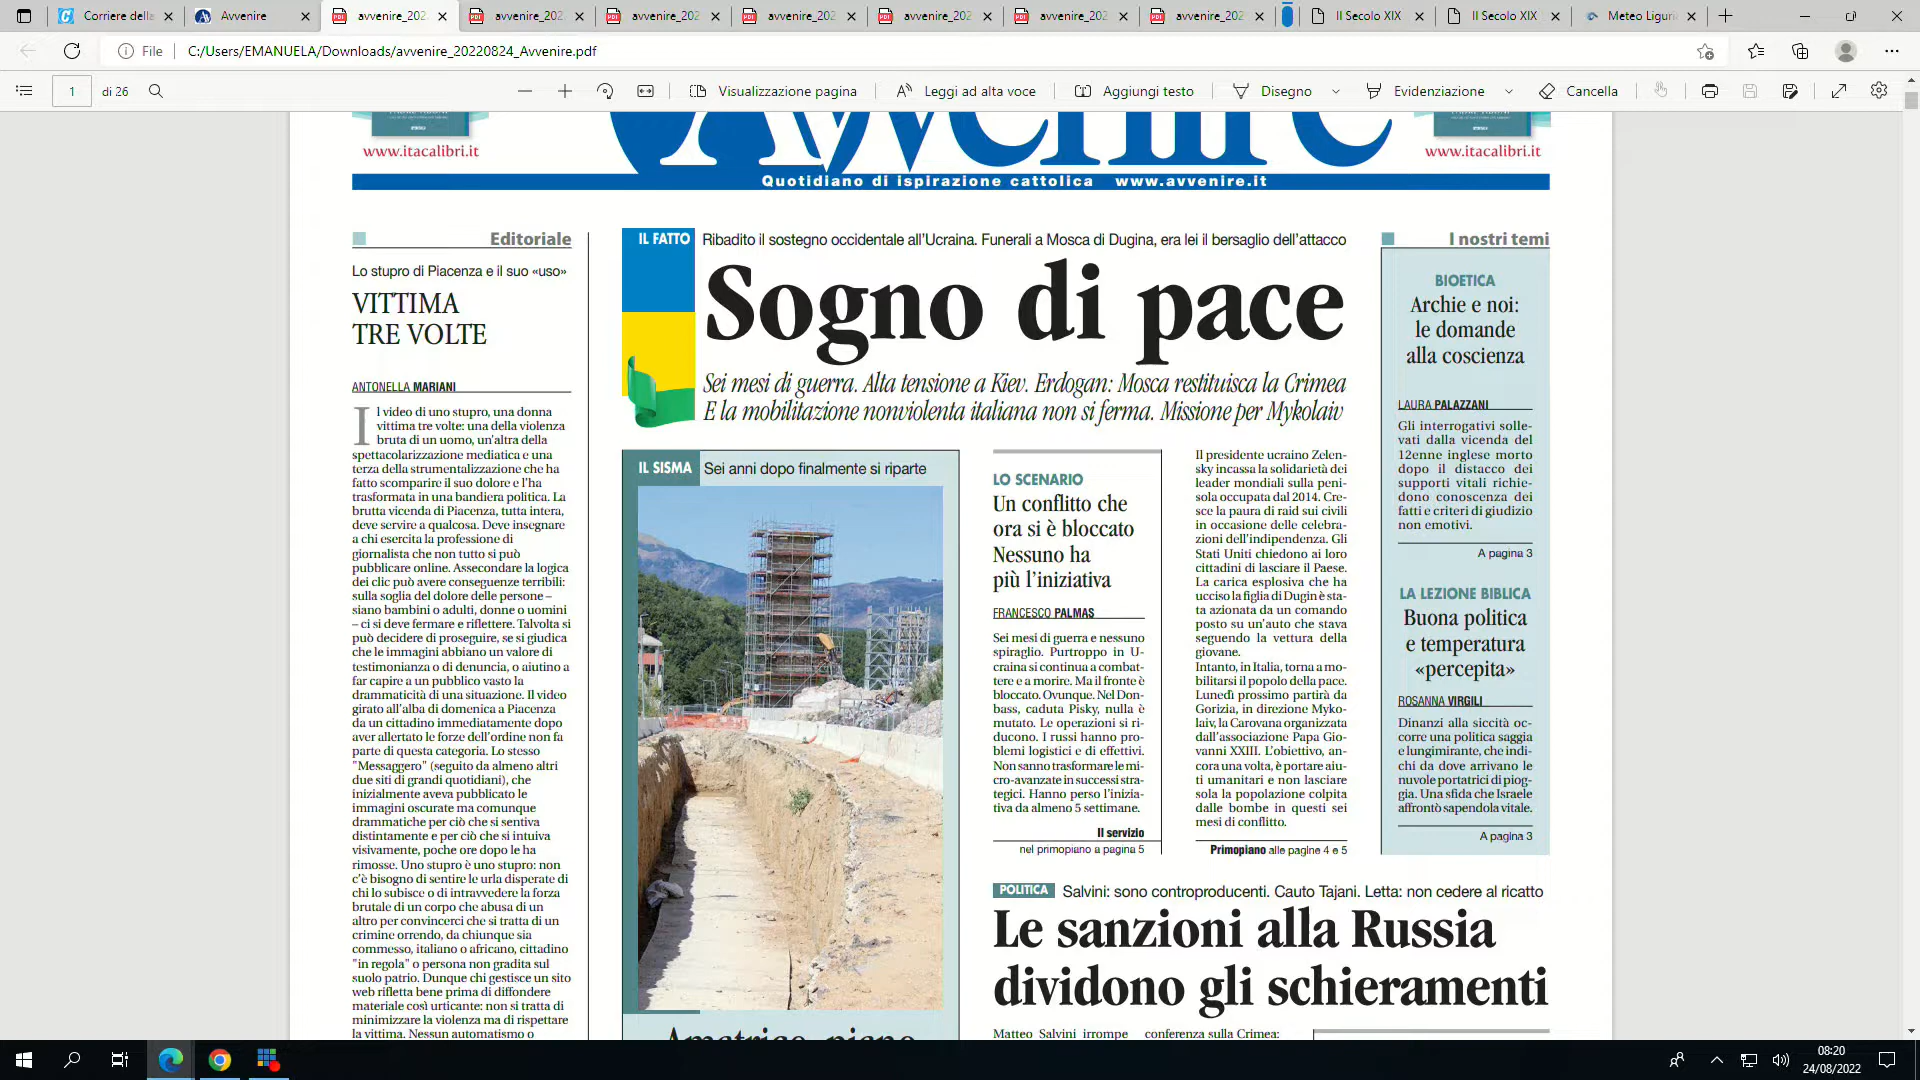 Corriere della
Avvenire
avvenire_202
avvenire_202
avvenire_202
avvenire_202
avvenire_202
avvenire_202
avvenire_202
Il Secolo XIX
Il Secolo XIX
Meteo Liguri
File
C:/Users/EMANUELA/Downloads/avvenire_20220824_Avvenire.pdf
1 di 26
Visualizzazione pagina
Leggi ad alta voce
Aggiungi testo
Disegno
Evidenziazione
Cancella
Avvenire
www.itacalibri.it
www.itacalibri.it
Quotidiano di ispirazione cattolica www.avvenire.it
Editoriale
Lo stupro di Piacenza e il suo «uso»
VITTIMA
TRE VOLTE
ANTONELLA MARIANI
Il video di uno stupro, una donna
vittima tre volte: una della violenza
bruta di un uomo, un'altra della
spettacolarizzazione mediatica e una
terza della strumentalizzazione che ha
fatto scomparire il suo dolore e l'ha
trasformata in una bandiera politica. La
brutta vicenda di Piacenza, tutta intera,
deve servire a qualcosa. Deve insegnare
a chi esercita la professione di
giornalista che non tutto si può
pubblicare online. Assecondare la logica
dei clic può avere conseguenze terribili:
sulla soglia del dolore delle persone –
siano bambini o adulti, donne o uomini
– ci si deve fermare e riflettere. Talvolta si
può decidere di proseguire, se si giudica
che le immagini abbiano un valore di
testimonianza o di denuncia, o aiutino a
far capire a un pubblico vasto la
drammaticità di una situazione. Il video
girato all'alba di domenica a Piacenza
da un cittadino immediatamente dopo
aver allertato le forze dell'ordine non fa
parte di questa categoria. Lo stesso
"Messaggero" (seguito da almeno altri
due siti di grandi quotidiani), che
inizialmente aveva pubblicato le
immagini oscurate ma comunque
drammatiche per ciò che si sentiva
distintamente e per ciò che si intuiva
visivamente, poche ore dopo le ha
rimosse. Uno stupro è uno stupro: non
c'è bisogno di sentire le urla disperate di
chi lo subisce o di intravvedere la forza
brutale di un corpo che abusa di un
altro per convincerci che si tratta di un
crimine orrendo, da chiunque sia
commesso, italiano o africano, cittadino
"in regola" o persona non gradita sul
suolo patrio. Dunque chi gestisce un sito
web rifletta bene prima di diffondere
materiale così urticante: non si tratta di
minimizzare la violenza ma di rispettare
la vittima. Nessun automatismo o
IL FATTO
Ribadito il sostegno occidentale all'Ucraina. Funerali a Mosca di Dugina, era lei il bersaglio dell'attacco
Sogno di pace
Sei mesi di guerra. Alta tensione a Kiev. Erdogan: Mosca restituisca la Crimea
E la mobilitazione nonviolenta italiana non si ferma. Missione per Mykolaiv
IL SISMA
Sei anni dopo finalmente si riparte
Amatrice, piano
LO SCENARIO
Un conflitto che
ora si è bloccato
Nessuno ha
più l'iniziativa
FRANCESCO PALMAS
Sei mesi di guerra e nessuno
spiraglio. Purtroppo in U-
craina si continua a combat-
tere e a morire. Ma il fronte è
bloccato. Ovunque. Nel Don-
bass, caduta Pisky, nulla è
mutato. Le operazioni si ri-
ducono. I russi hanno pro-
blemi logistici e di effettivi.
Non sanno trasformare le mi-
cro-avanzate in successi stra-
tegici. Hanno perso l'inizia-
tiva da almeno 5 settimane.
Il servizio
nel primopiano a pagina 5
Il presidente ucraino Zelen-
sky incassa la solidarietà dei
leader mondiali sulla peni-
sola occupata dal 2014. Cre-
sce la paura di raid sui civili
in occasione delle celebra-
zioni dell'indipendenza. Gli
Stati Uniti chiedono ai loro
cittadini di lasciare il Paese.
La carica esplosiva che ha
ucciso la figlia di Dugin è sta-
ta azionata da un comando
posto su un'auto che stava
seguendo la vettura della
giovane.
Intanto, in Italia, torna a mo-
bilitarsi il popolo della pace.
Lunedì prossimo partirà da
Gorizia, in direzione Myko-
laiv, la Carovana organizzata
dall'associazione Papa Gio-
vanni XXIII. L'obiettivo, an-
cora una volta, è portare aiu-
ti umanitari e non lasciare
sola la popolazione colpita
dalle bombe in questi sei
mesi di conflitto.
Primopiano alle pagine 4 e 5
I nostri temi
BIOETICA
Archie e noi:
le domande
alla coscienza
LAURA PALAZZANI
Gli interrogativi solle-
vati dalla vicenda del
12enne inglese morto
dopo il distacco dei
supporti vitali richie-
dono conoscenza dei
fatti e criteri di giudizio
non emotivi.
A pagina 3
LA LEZIONE BIBLICA
Buona politica
e temperatura
«percepita»
ROSANNA VIRGILI
Dinanzi alla siccità oc-
corre una politica saggia
e lungimirante, che indi-
chi da dove arrivano le
nuvole portatrici di piog-
gia. Una sfida che Israele
affrontò sapendola vitale.
A pagina 3
POLITICA
Salvini: sono controproducenti. Cauto Tajani. Letta: non cedere al ricatto
Le sanzioni alla Russia
dividono gli schieramenti
Matteo Salvini irrompe
conferenza sulla Crimea:
08:20
24/08/2022